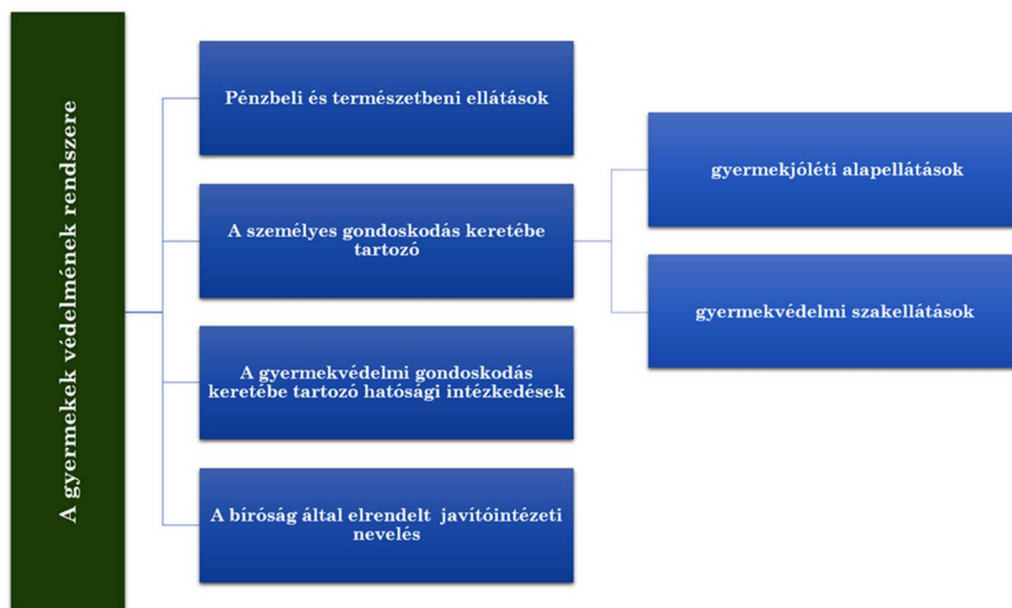 A gyermekek védelmének rendszere
Pénzbeli és természetbeni ellátások
A személyes gondoskodás keretébe
tartozó
gyermekjóléti alapellátások
gyermekvédelmi szakellátások
A gyermekvédelmi gondoskodás
keretébe tartozó hatósági intézkedések
A bíróság által elrendelt javítóintézeti
nevelés